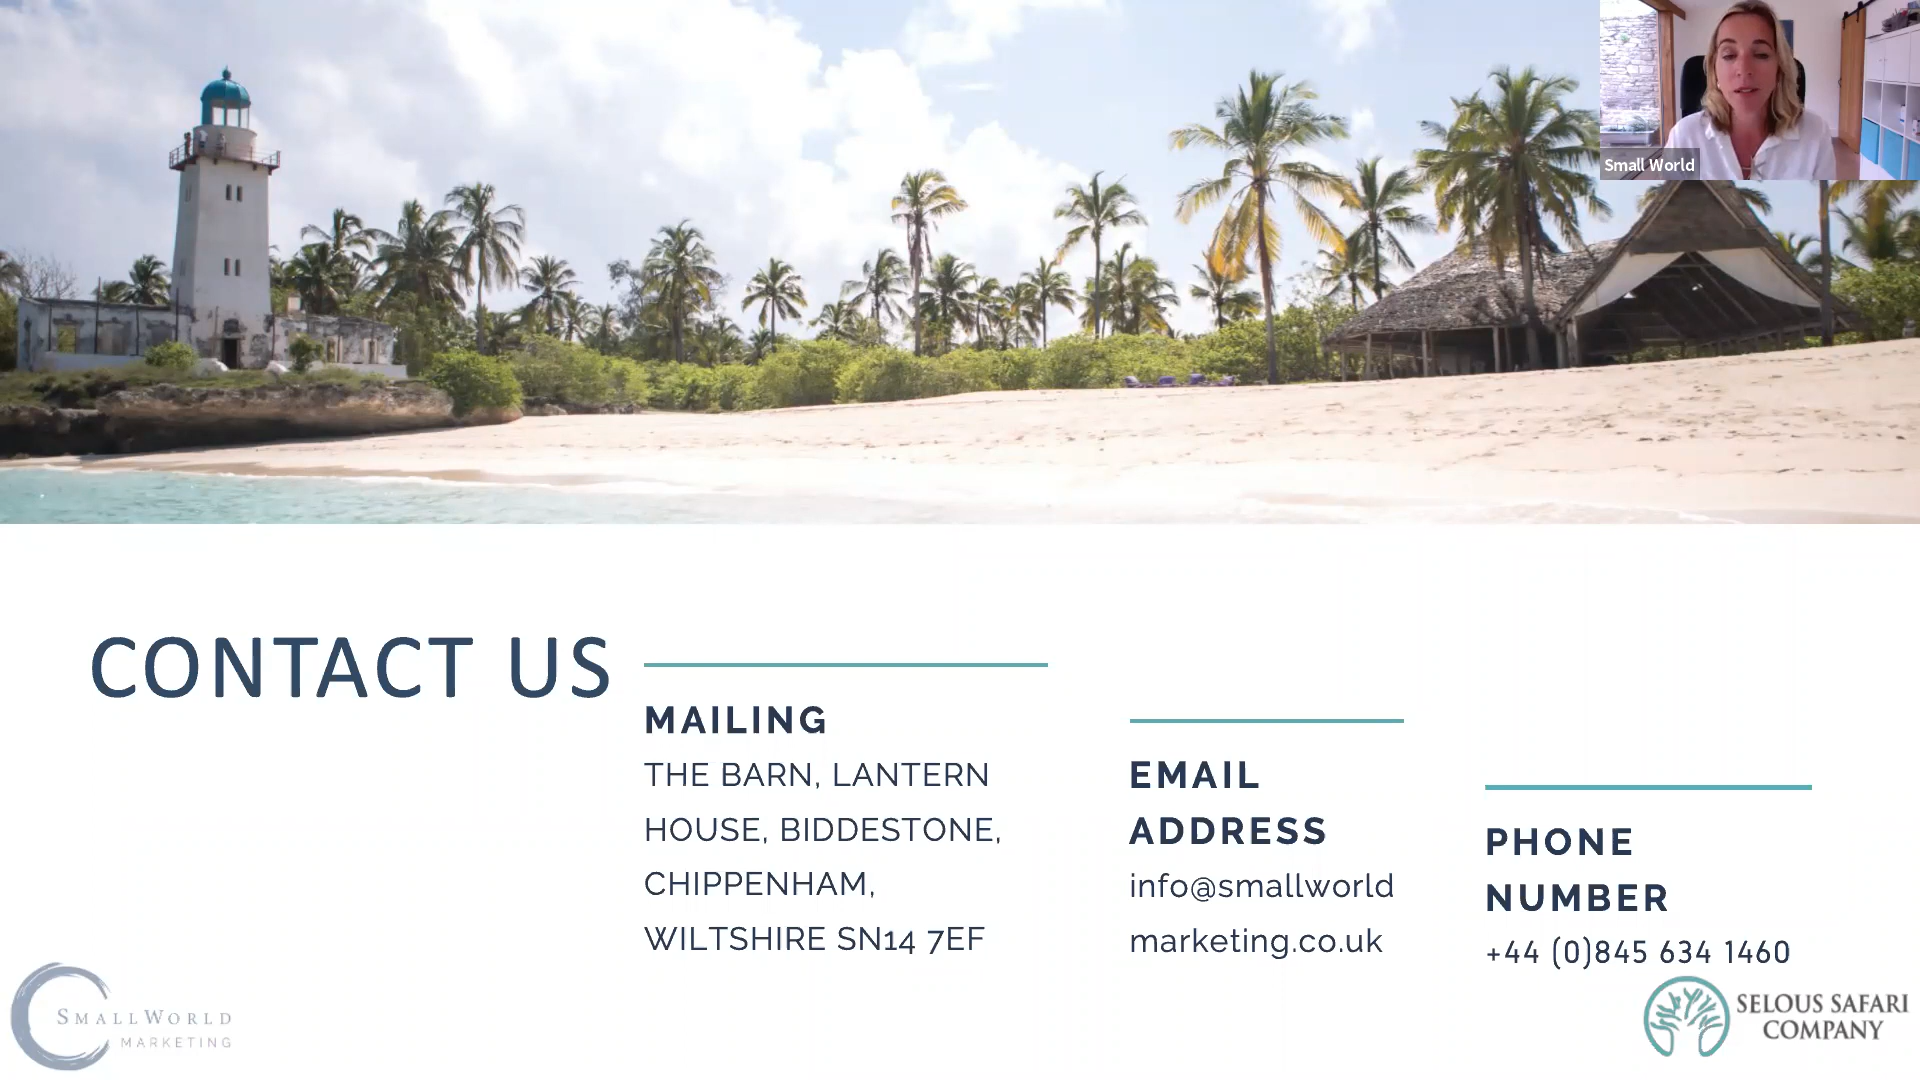 Small World
CONTACT US
MAILING
THE BARN, LANTERN
HOUSE, BIDDESTONE,
CHIPPENHAM,
WILTSHIRE SN14 7EF
EMAIL
ADDRESS
info@smallworld
marketing.co.uk
PHONE
NUMBER
+44 (0)845 634 1460
SMALLWORLD
MARKETING
SELOUS SAFARI
COMPANY